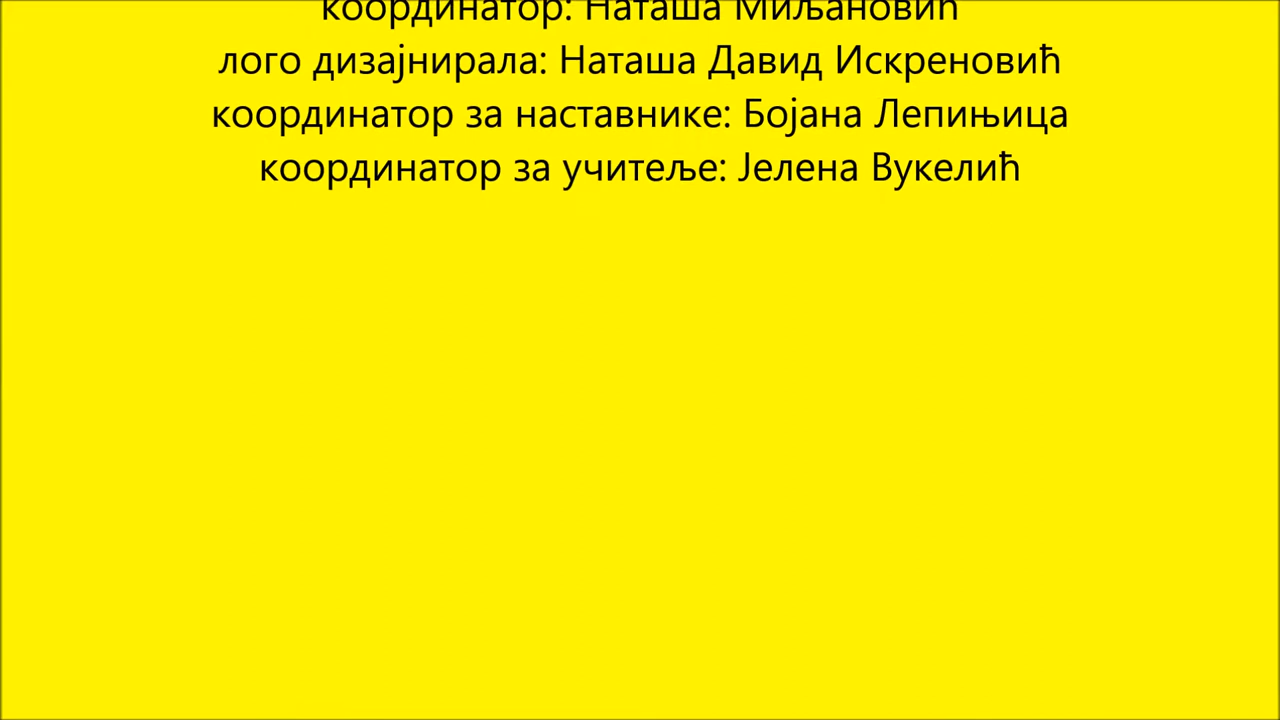 координатор: Наташа Миљановић
лого дизајнирала: Наташа Давид Искреновић
координатор за наставнике: Бојана Лепињица
координатор за учитеље: Јелена Вукелић